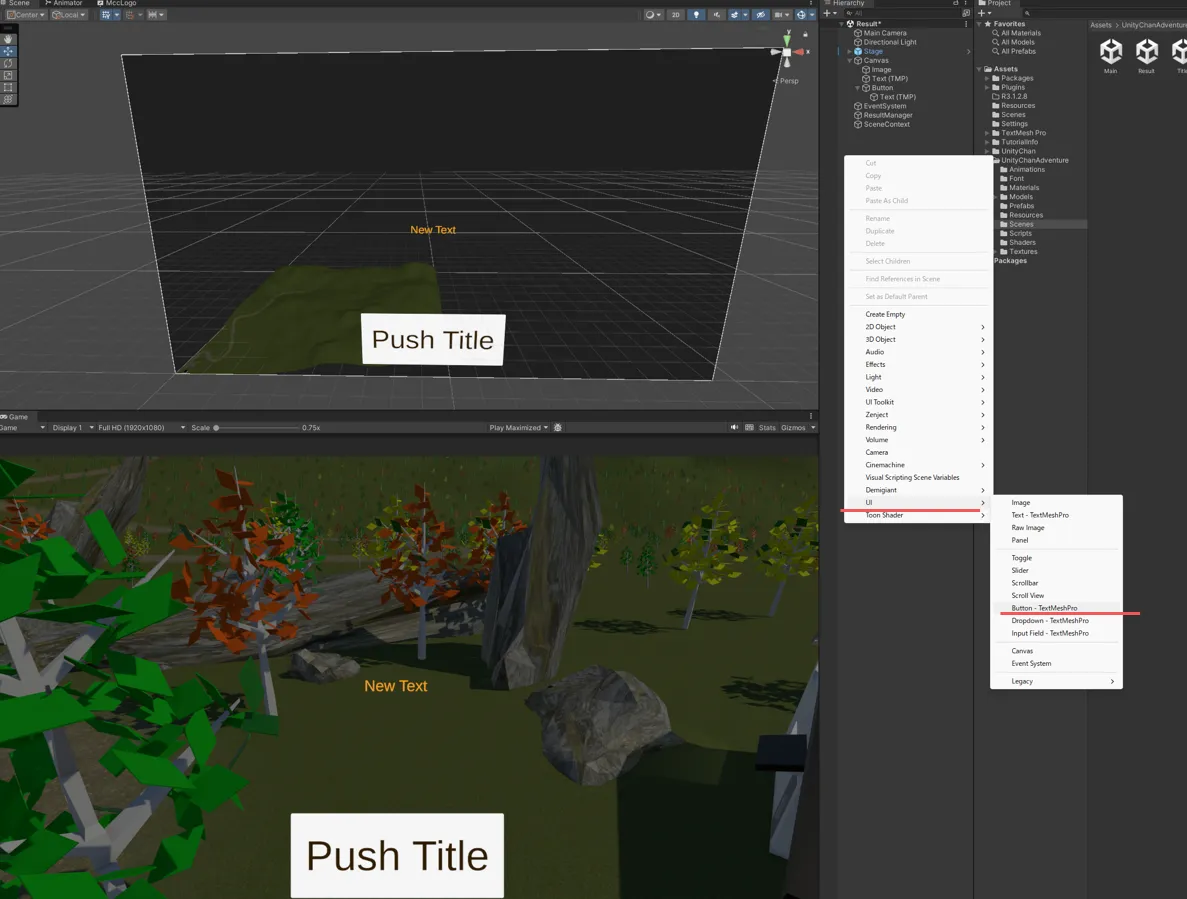 Scene Animator MccLogo
Center Local 2D
y
x
< Persp
New Text
Push Title
Game
Game Display 1 Full HD (1920x1080) Scale 0.75x Play Maximized Stats Gizmos
New Text
Push Title
Hierarchy
All
Result*
Main Camera
Directional Light
Stage
Canvas
Image
Text (TMP)
Button
Text (TMP)
EventSystem
ResultManager
SceneContext
Cut
Copy
Paste
Paste As Child
Rename
Duplicate
Delete
Select Children
Find References in Scene
Set as Default Parent
Create Empty
2D Object
3D Object
Audio
Effects
Light
Video
UI Toolkit
Zenject
Rendering
Volume
Camera
Cinemachine
Visual Scripting Scene Variables
Demigiant
UI
Toon Shader
Image
Text - TextMeshPro
Raw Image
Panel
Toggle
Slider
Scrollbar
Scroll View
Button - TextMeshPro
Dropdown - TextMeshPro
Input Field - TextMeshPro
Canvas
Event System
Legacy
Project
Favorites
All Materials
All Models
All Prefabs
Assets
Packages
Plugins
R3.1.2.8
Resources
Scenes
Settings
TextMesh Pro
TutorialInfo
UnityChan
UnityChanAdventure
Animations
Font
Materials
Models
Prefabs
Resources
Scenes
Scripts
Shaders
Textures
Packages
Assets > UnityChanAdventure
Main Result Title